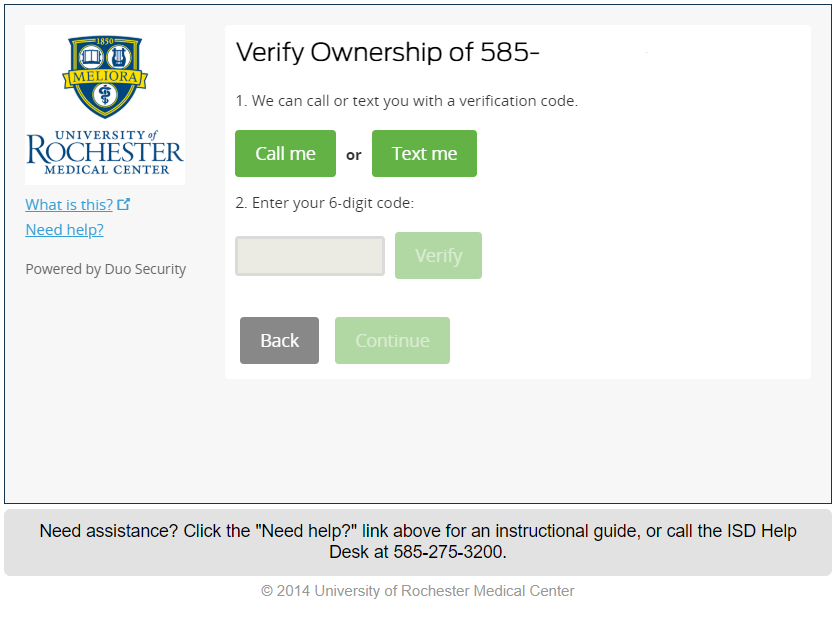 1850
MELIORA
UNIVERSITY of
ROCHESTER
MEDICAL CENTER
What is this?
Need help?
Powered by Duo Security
Verify Ownership of 585-
1. We can call or text you with a verification code.
Call me or Text me
2. Enter your 6-digit code:
Verify
Back Continue
Need assistance? Click the "Need help?" link above for an instructional guide, or call the ISD Help
Desk at 585-275-3200.
© 2014 University of Rochester Medical Center